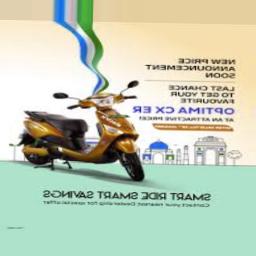 NEW PRICE
ANNOUNCEMENT
SOON
LAST CHANCE
TO GET YOUR
FAVOURITE
OPTIMA CX ER
AT AN ATTRACTIVE PRICE!
SMART RIDE SMART SAVINGS
Contact your nearest Dealership for special offer